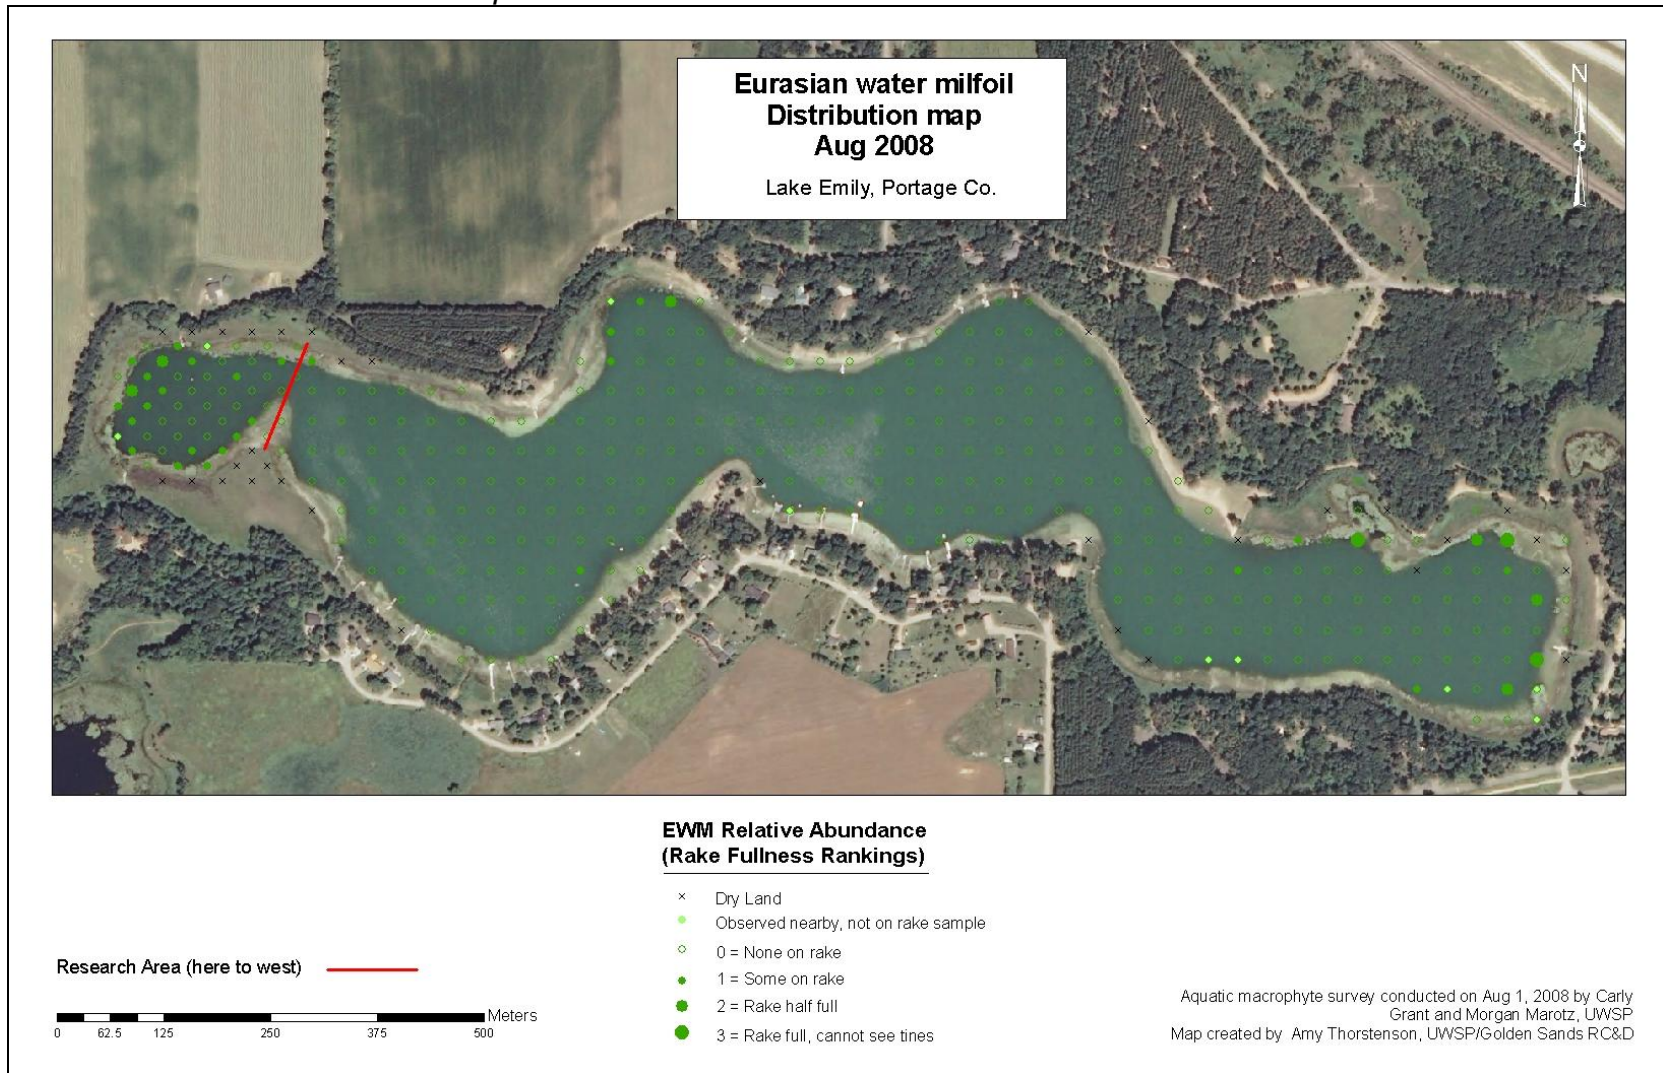 Eurasian water milfoil
Distribution map
Aug 2008
Lake Emily, Portage Co.
N
EWM Relative Abundance
(Rake Fullness Rankings)
Dry Land
Observed nearby, not on rake sample
0 = None on rake
1 = Some on rake
2 = Rake half full
3 = Rake full, cannot see tines
Research Area (here to west)
Meters
0 62.5 125 250 375 500
Aquatic macrophyte survey conducted on Aug 1, 2008 by Carly
Grant and Morgan Marotz, UWSP
Map created by Amy Thorstenson, UWSP/Golden Sands RC&D